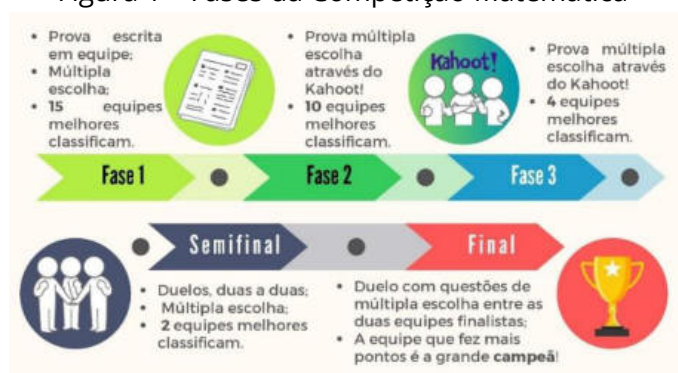 Figura 1 – Fases da Competição Matemática
• Prova escrita
em equipe;
• Múltipla
escolha;
• 15 equipes
melhores
classificam.
• Prova múltipla
escolha
através do
Kahoot!
• 10 equipes
melhores
classificam.
Kahoot!
• Prova múltipla
escolha através
do Kahoot!
• 4 equipes
melhores
classificam.
Fase 1
Fase 2
Fase 3
Semifinal
Final
• Duelos, duas a duas;
• Múltipla escolha;
• 2 equipes melhores
classificam.
• Duelo com questões de
múltipla escolha entre as
duas equipes finalistas;
• A equipe que fez mais
pontos é a grande campeã!